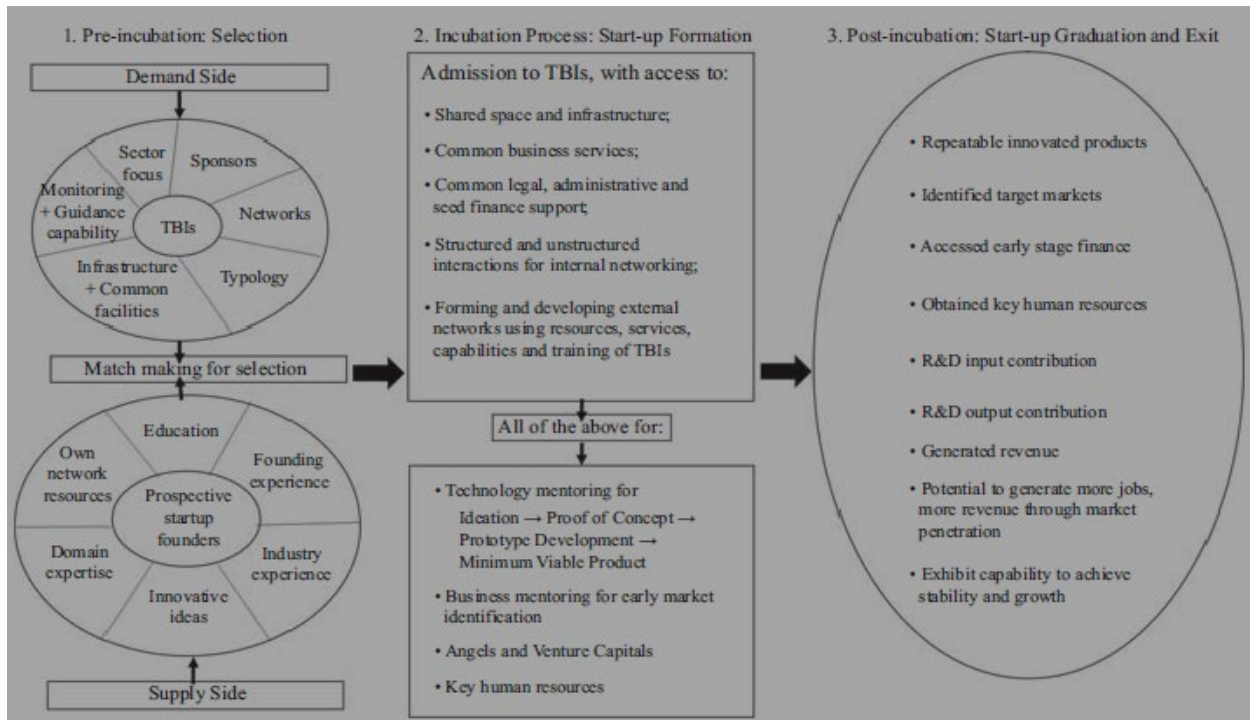 1. Pre-incubation: Selection
Demand Side
Sector
focus
Sponsors
Monitoring
+ Guidance
capability
TBIs
Networks
Infrastructure
+ Common
facilities
Typology
Match making for selection
Education
Own
network
resources
Founding
experience
Prospective
startup
founders
Domain
expertise
Industry
experience
Innovative
ideas
Supply Side
2. Incubation Process: Start-up Formation
Admission to TBIs, with access to:
• Shared space and infrastructure;
• Common business services;
• Common legal, administrative and
seed finance support;
• Structured and unstructured
interactions for internal networking;
• Forming and developing external
networks using resources, services,
capabilities and training of TBIs
All of the above for:
• Technology mentoring for
Ideation → Proof of Concept →
Prototype Development →
Minimum Viable Product
• Business mentoring for early market
identification
• Angels and Venture Capitals
• Key human resources
3. Post-incubation: Start-up Graduation and Exit
• Repeatable innovated products
• Identified target markets
• Accessed early stage finance
• Obtained key human resources
• R&D input contribution
• R&D output contribution
• Generated revenue
• Potential to generate more jobs,
more revenue through market
penetration
• Exhibit capability to achieve
stability and growth